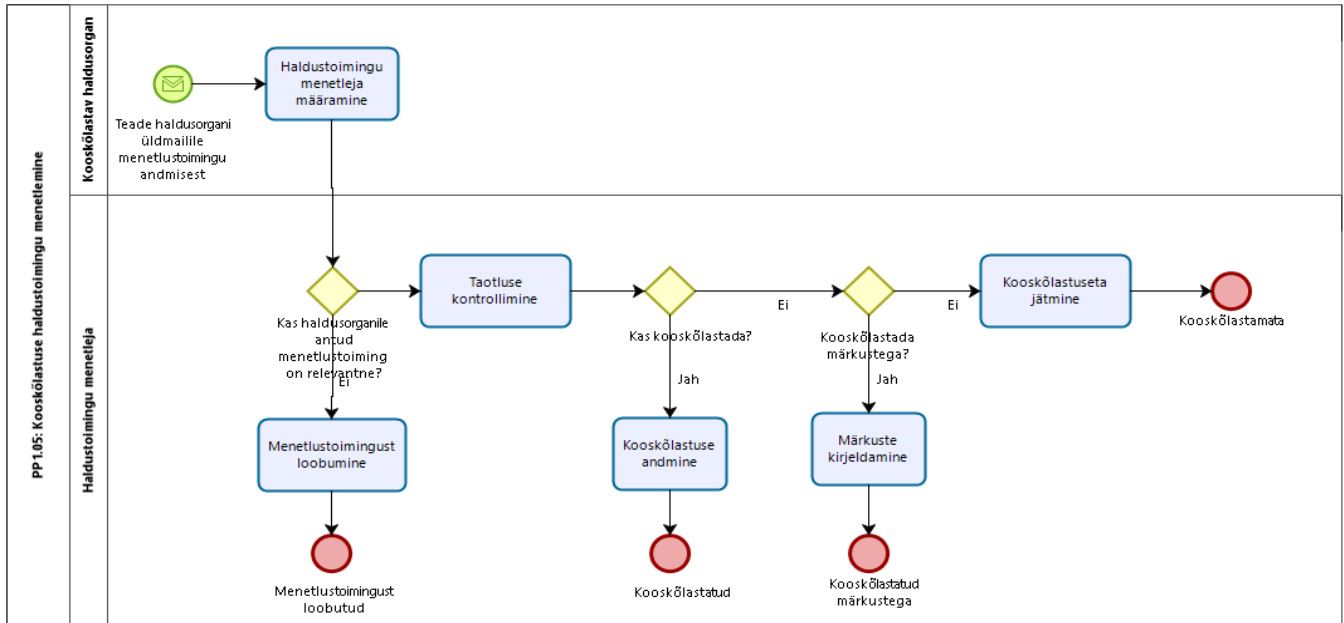 PP1.05: Kooskõlastuse haldustoimingu menetlemine
Kooskõlastav haldusorgan
Teade haldusorgani
üldmailile
menetlustoimingu
andmisest
Haldustoimingu
menetleja
määramine
Haldustoimingu menetleja
Kas haldusorganile
antud
menetlustoiming
on relevantne?
Ei
Menetlustoimingust
loobumine
Menetlustoimingust
loobutud
Taotluse
kontrollimine
Kas kooskõlastada?
Jah
Kooskõlastuse
andmine
Kooskõlastatud
Ei
Kooskõlastada
märkustega?
Jah
Märkuste
kirjeldamine
Kooskõlastatud
märkustega
Ei
Kooskõlastuseta
jätmine
Kooskõlastamata